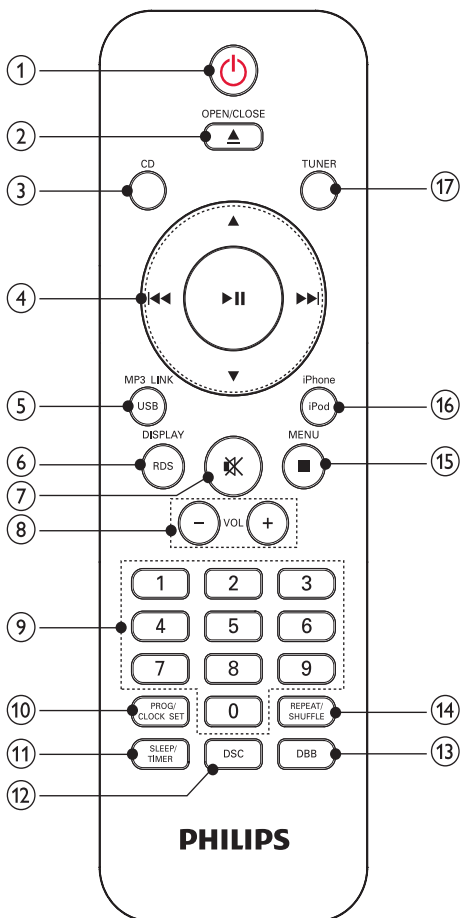 1
OPEN/CLOSE
2
CD
TUNER
3
17
4
MP3 LINK
iPhone
5
USB
iPod
16
DISPLAY
MENU
6
RDS
15
7
8
− VOL +
1 2 3
9
4 5 6
7 8 9
10
PROG/
CLOCK SET
0
REPEAT/
SHUFFLE
14
11
SLEEP/
TIMER
DSC
DBB
13
12
PHILIPS